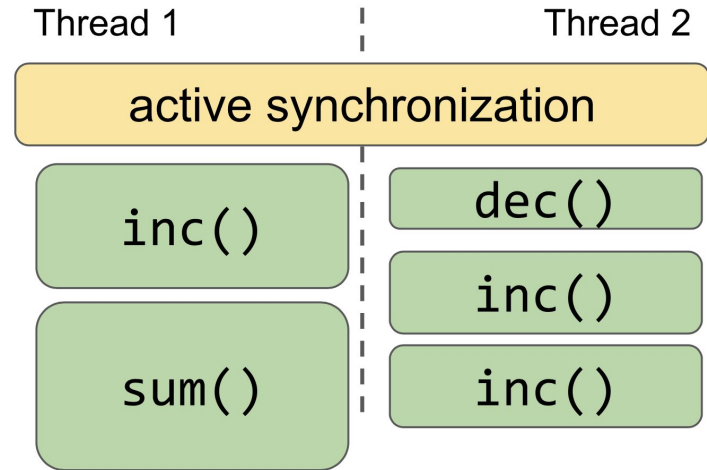 Thread 1
Thread 2
active synchronization
inc()
sum()
dec()
inc()
inc()